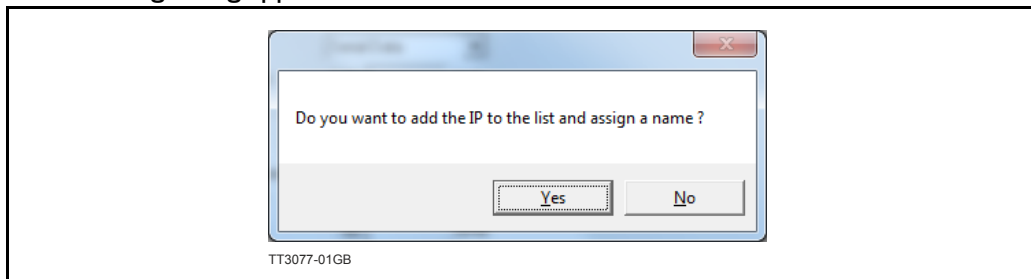 Do you want to add the IP to the list and assign a name ?
Yes
No
TT3077-01GB